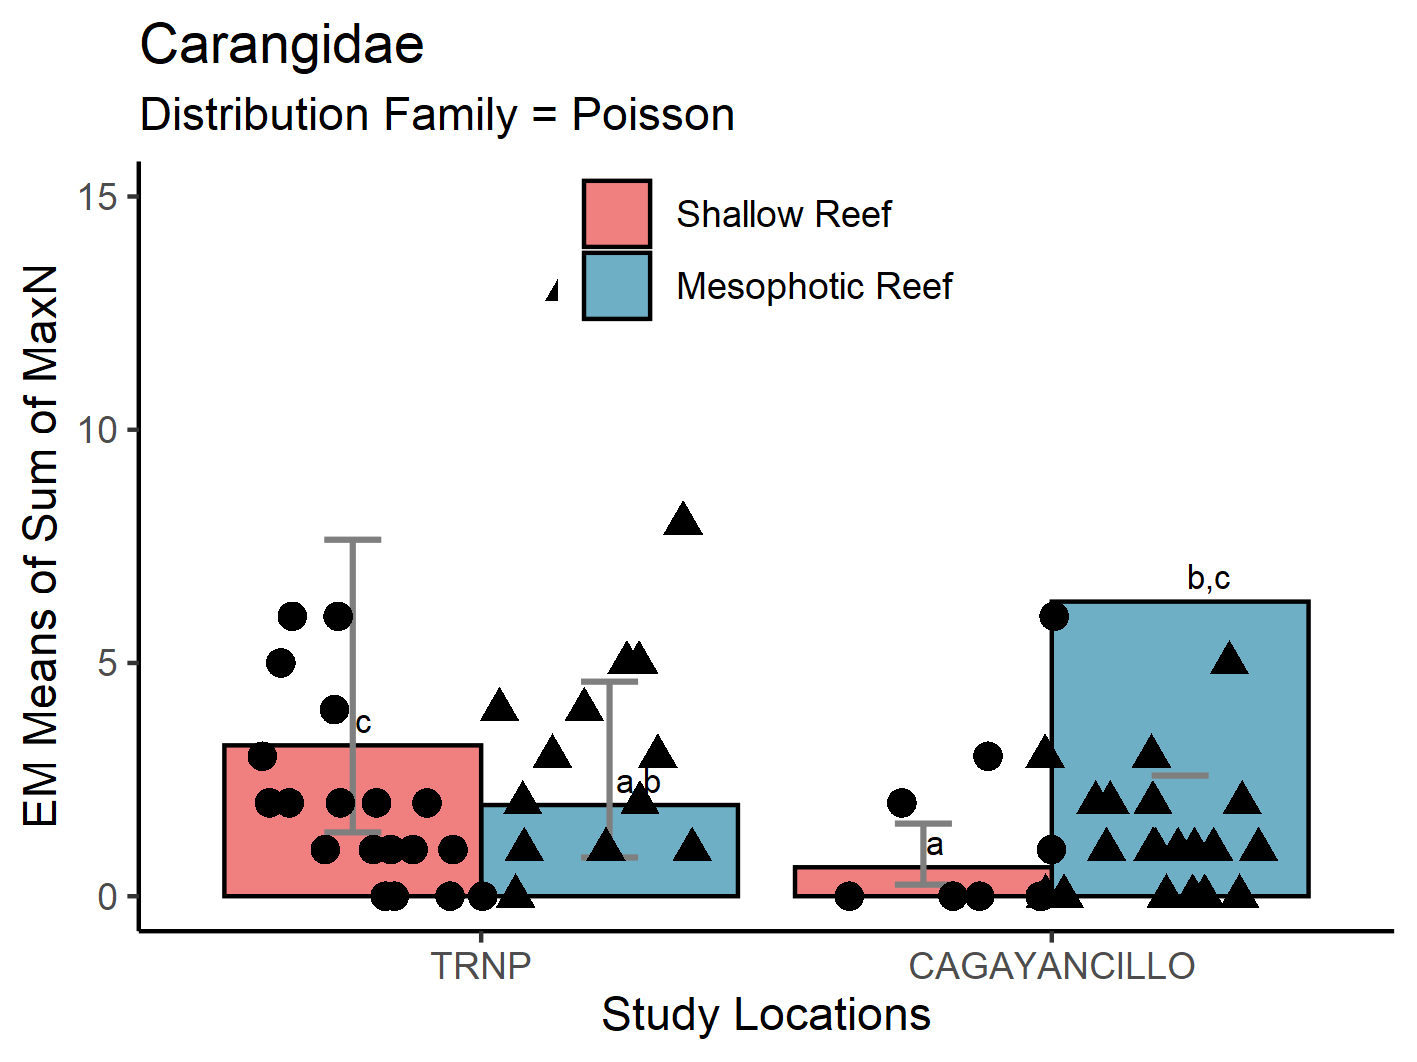 Carangidae
Distribution Family = Poisson
EM Means of Sum of MaxN
15
10
5
0
Shallow Reef
Mesophotic Reef
c
a,b
a
b,c
TRNP
CAGAYANCILLO
Study Locations